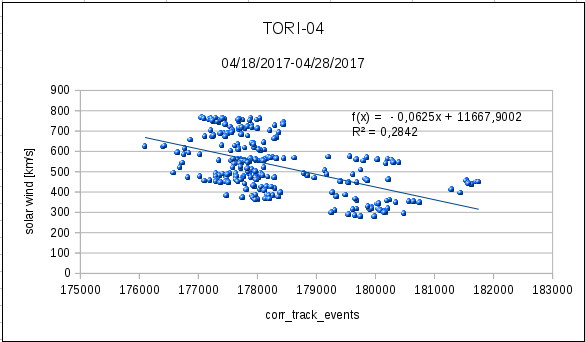 TORI-04
04/18/2017-04/28/2017
f(x) = - 0,0625x + 11667,9002
R² = 0,2842
900
800
700
600
500
400
300
200
100
0
solar wind [km/s]
175000 176000 177000 178000 179000 180000 181000 182000 183000
corr_track_events